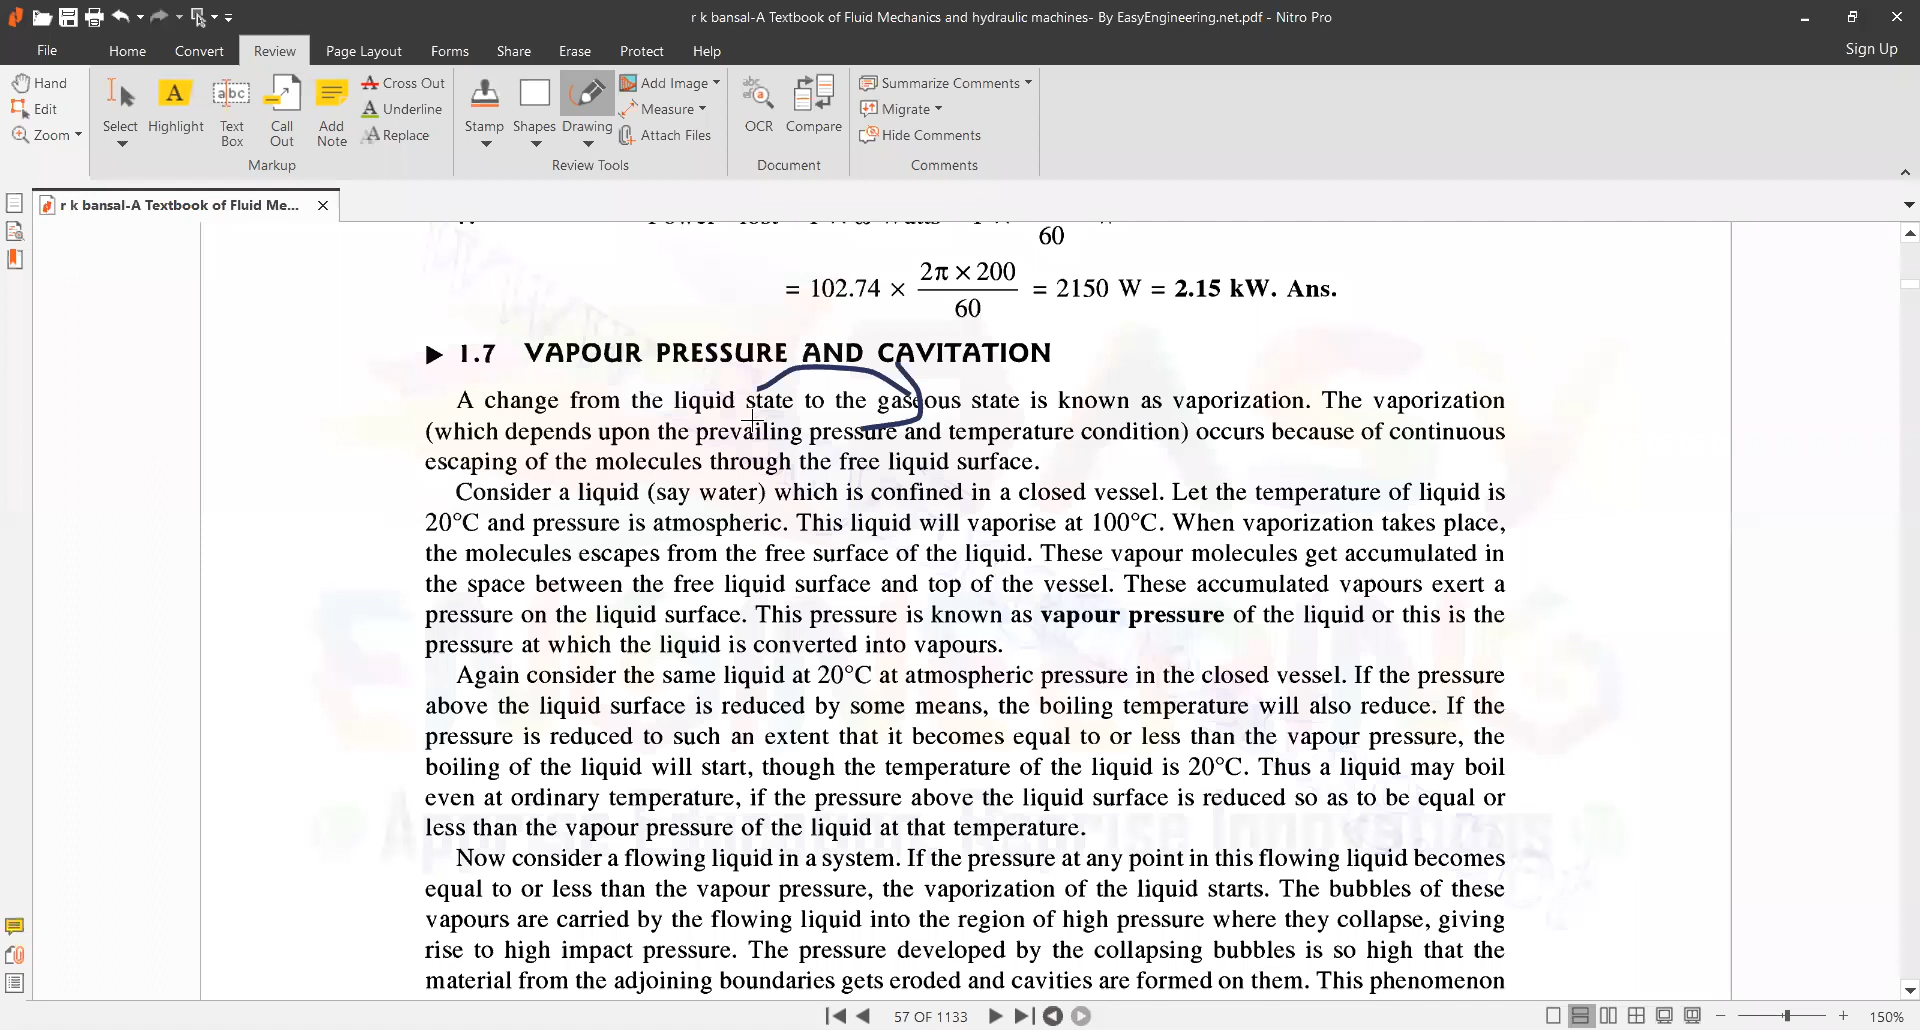 r k bansal-A Textbook of Fluid Mechanics and hydraulic machines- By EasyEngineering.net.pdf - Nitro Pro
File Home Convert Review Page Layout Forms Share Erase Protect Help Sign Up
Hand
Edit
Zoom
Select
Highlight
Text Box
Call Out
Add Note
Cross Out
Underline
Replace
Markup
Stamp
Shapes
Drawing
Add Image
Measure
Attach Files
Review Tools
OCR
Compare
Document
Summarize Comments
Migrate
Hide Comments
Comments
r k bansal-A Textbook of Fluid Me...
60
= 102.74 × 2π × 200 / 60 = 2150 W = 2.15 kW. Ans.
▶ 1.7 VAPOUR PRESSURE AND CAVITATION
A change from the liquid state to the gaseous state is known as vaporization. The vaporization
(which depends upon the prevailing pressure and temperature condition) occurs because of continuous
escaping of the molecules through the free liquid surface.
Consider a liquid (say water) which is confined in a closed vessel. Let the temperature of liquid is
20°C and pressure is atmospheric. This liquid will vaporise at 100°C. When vaporization takes place,
the molecules escapes from the free surface of the liquid. These vapour molecules get accumulated in
the space between the free liquid surface and top of the vessel. These accumulated vapours exert a
pressure on the liquid surface. This pressure is known as vapour pressure of the liquid or this is the
pressure at which the liquid is converted into vapours.
Again consider the same liquid at 20°C at atmospheric pressure in the closed vessel. If the pressure
above the liquid surface is reduced by some means, the boiling temperature will also reduce. If the
pressure is reduced to such an extent that it becomes equal to or less than the vapour pressure, the
boiling of the liquid will start, though the temperature of the liquid is 20°C. Thus a liquid may boil
even at ordinary temperature, if the pressure above the liquid surface is reduced so as to be equal or
less than the vapour pressure of the liquid at that temperature.
Now consider a flowing liquid in a system. If the pressure at any point in this flowing liquid becomes
equal to or less than the vapour pressure, the vaporization of the liquid starts. The bubbles of these
vapours are carried by the flowing liquid into the region of high pressure where they collapse, giving
rise to high impact pressure. The pressure developed by the collapsing bubbles is so high that the
material from the adjoining boundaries gets eroded and cavities are formed on them. This phenomenon
57 OF 1133
150%